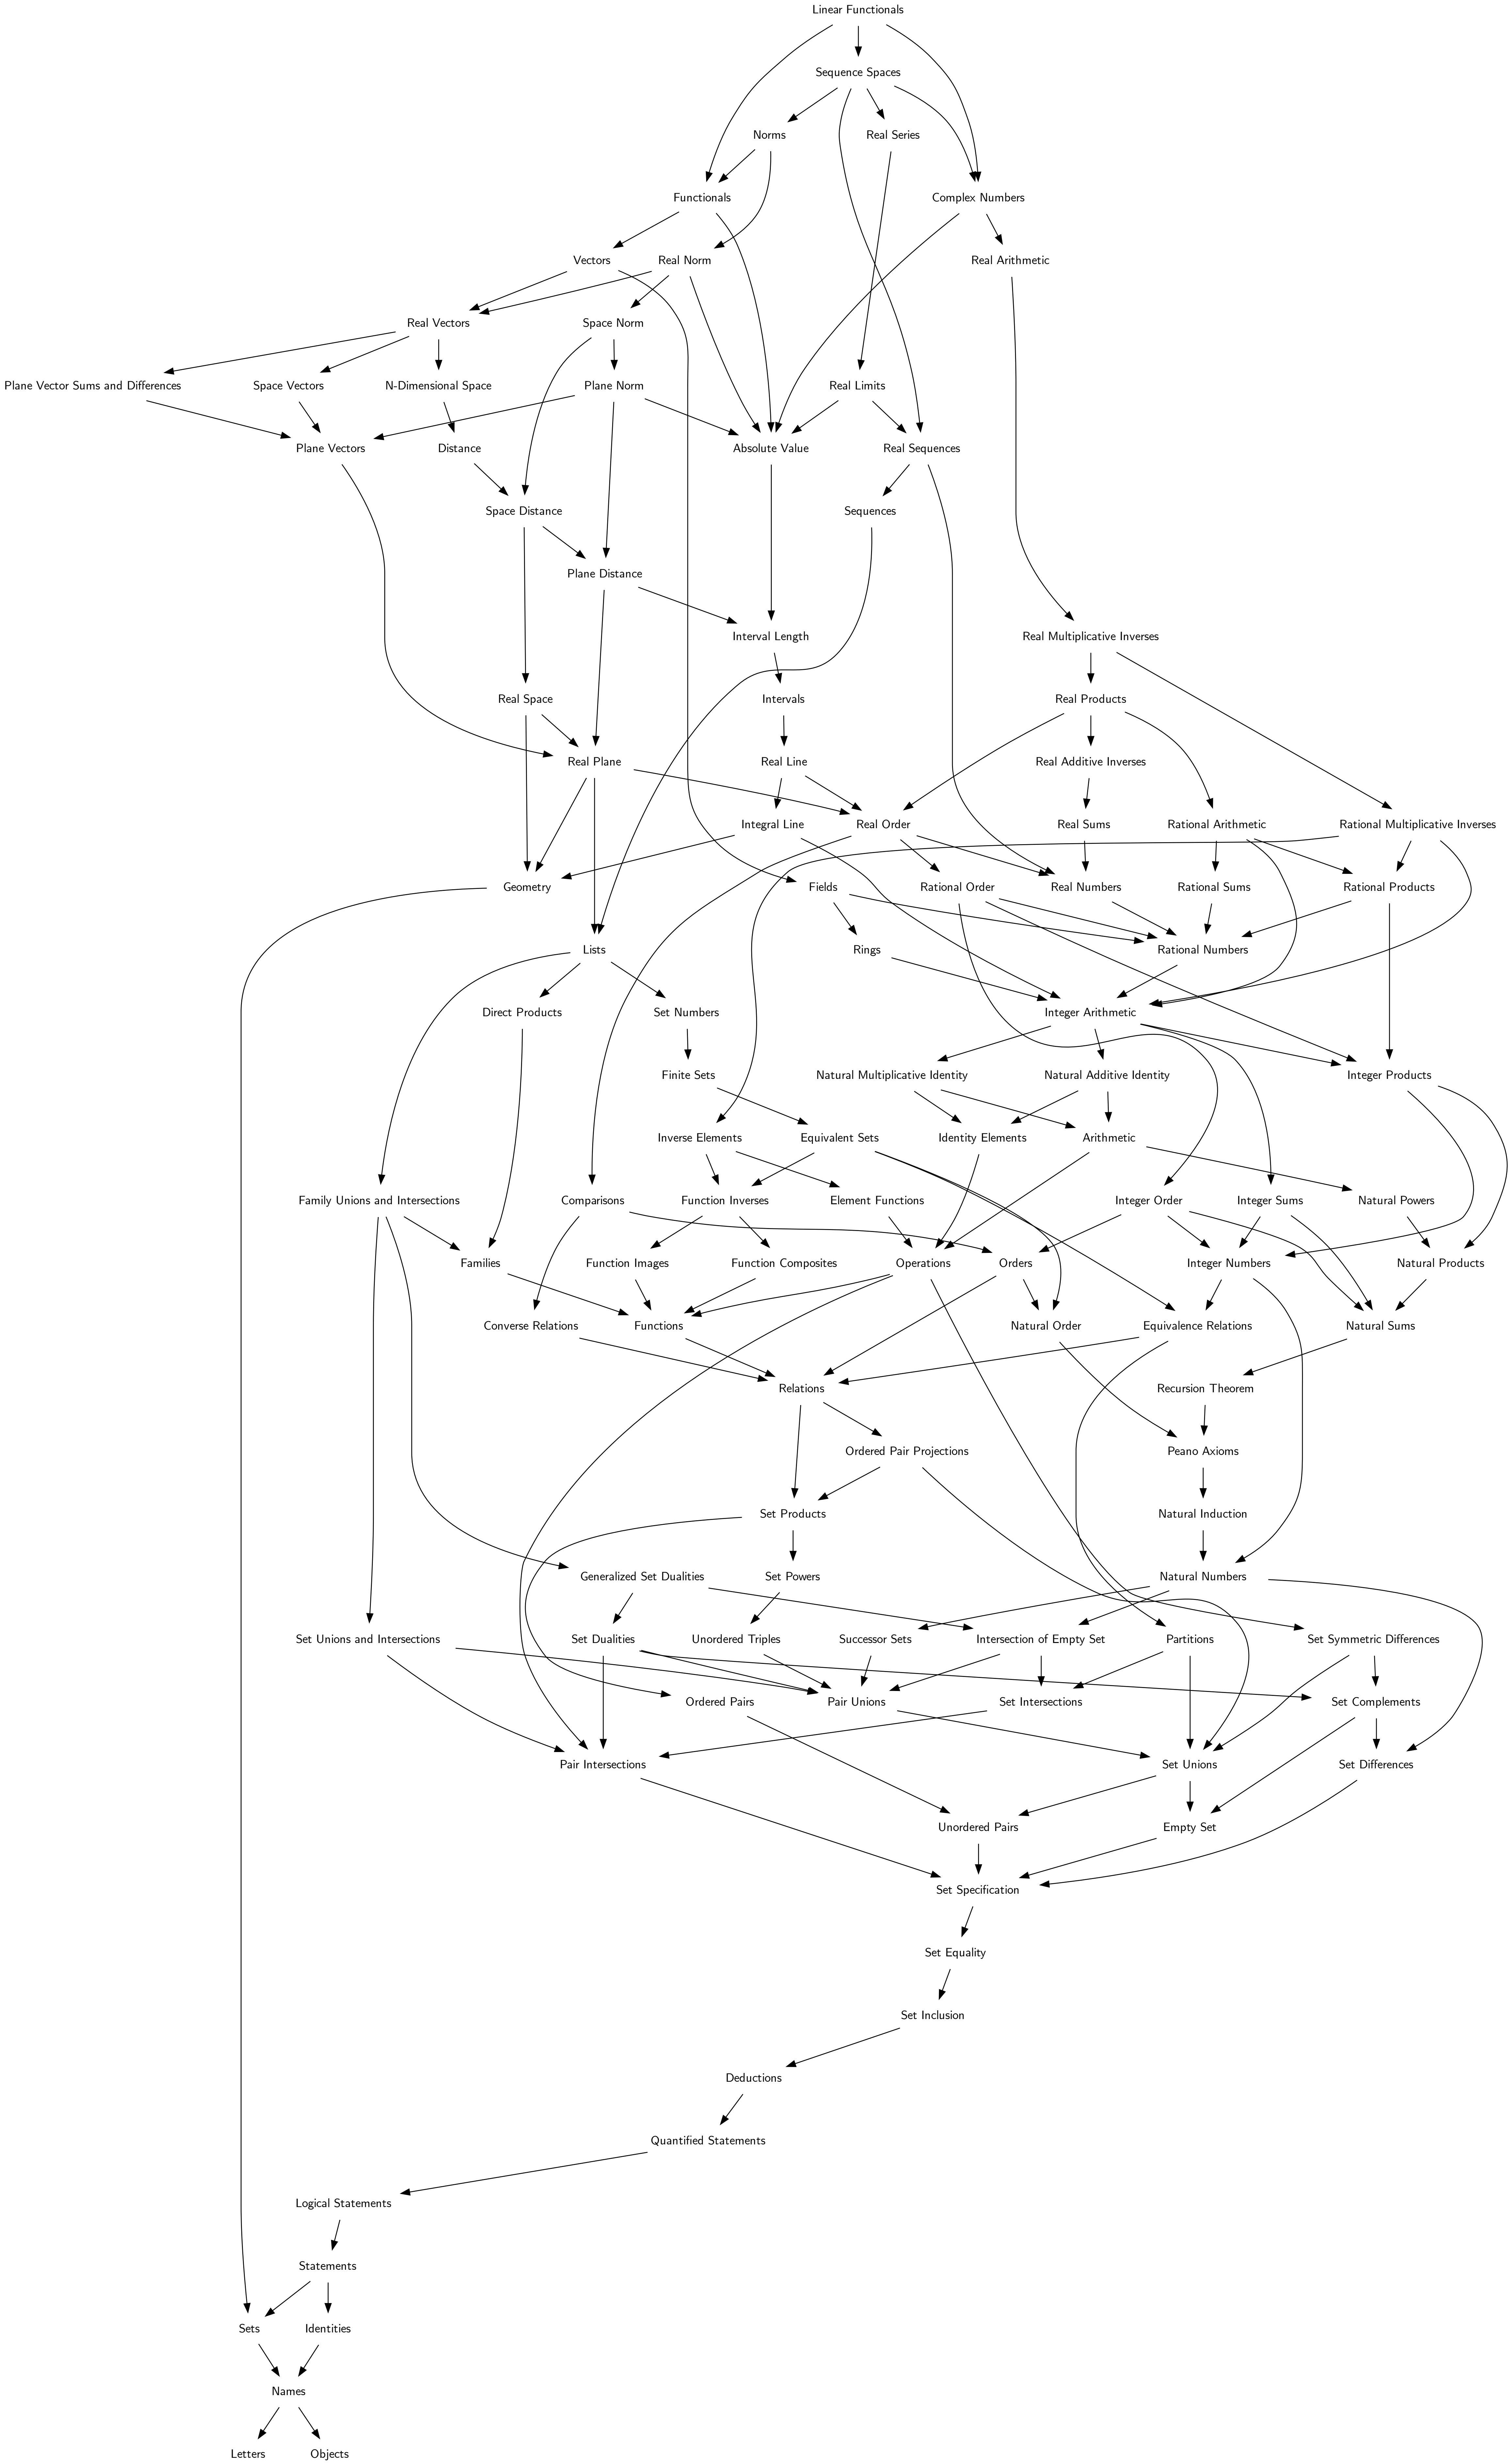 Linear Functionals
Sequence Spaces
Norms
Real Series
Functionals
Complex Numbers
Vectors
Real Norm
Real Arithmetic
Real Vectors
Space Norm
Plane Vector Sums and Differences
Space Vectors
N-Dimensional Space
Plane Norm
Real Limits
Plane Vectors
Distance
Absolute Value
Real Sequences
Space Distance
Sequences
Plane Distance
Interval Length
Real Multiplicative Inverses
Real Space
Intervals
Real Products
Real Plane
Real Line
Real Additive Inverses
Integral Line
Real Order
Real Sums
Rational Arithmetic
Rational Multiplicative Inverses
Geometry
Fields
Rational Order
Real Numbers
Rational Sums
Rational Products
Lists
Rings
Rational Numbers
Direct Products
Set Numbers
Integer Arithmetic
Finite Sets
Natural Multiplicative Identity
Natural Additive Identity
Integer Products
Inverse Elements
Equivalent Sets
Identity Elements
Arithmetic
Family Unions and Intersections
Comparisons
Function Inverses
Element Functions
Integer Order
Integer Sums
Natural Powers
Families
Function Images
Function Composites
Operations
Orders
Integer Numbers
Natural Products
Converse Relations
Functions
Natural Order
Equivalence Relations
Natural Sums
Relations
Recursion Theorem
Ordered Pair Projections
Peano Axioms
Set Products
Natural Induction
Generalized Set Dualities
Set Powers
Natural Numbers
Set Unions and Intersections
Set Dualities
Unordered Triples
Successor Sets
Intersection of Empty Set
Partitions
Set Symmetric Differences
Ordered Pairs
Pair Unions
Set Intersections
Set Complements
Pair Intersections
Set Unions
Set Differences
Unordered Pairs
Empty Set
Set Specification
Set Equality
Set Inclusion
Deductions
Quantified Statements
Logical Statements
Statements
Sets
Identities
Names
Letters
Objects